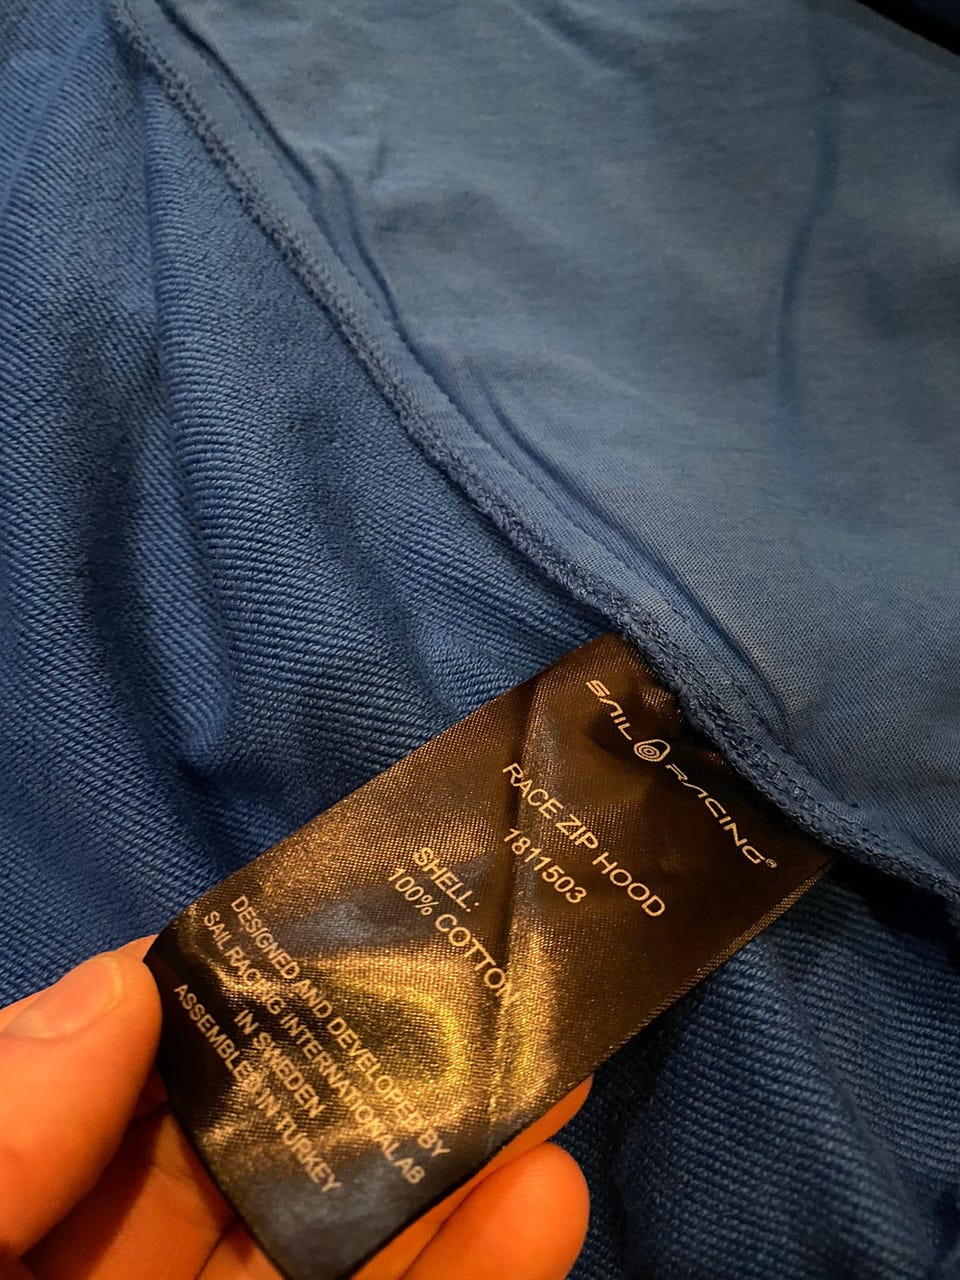 SAIL RACING®
RACE ZIP HOOD
1811503
SHELL:
100% COTTON
DESIGNED AND DEVELOPED BY
SAIL RACING INTERNATIONAL AB
IN SWEDEN
ASSEMBLED IN TURKEY